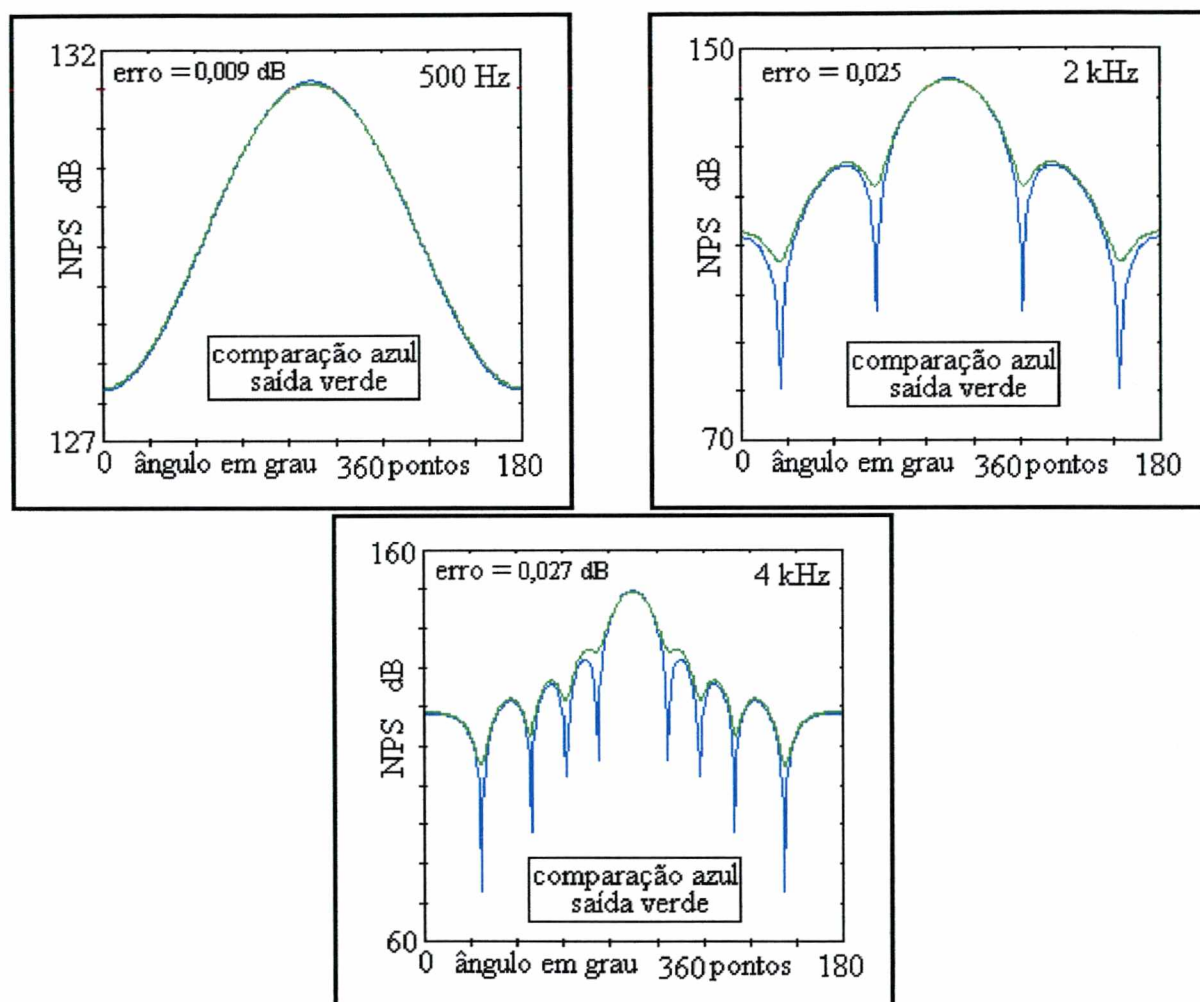 132
erro = 0,009 dB
500 Hz
NPS dB
comparação azul
saída verde
127
0 ângulo em grau 360 pontos 180
150
erro = 0,025
2 kHz
NPS dB
comparação azul
saída verde
70
0 ângulo em grau 360 pontos 180
160
erro = 0,027 dB
4 kHz
NPS dB
comparação azul
saída verde
60
0 ângulo em grau 360 pontos 180